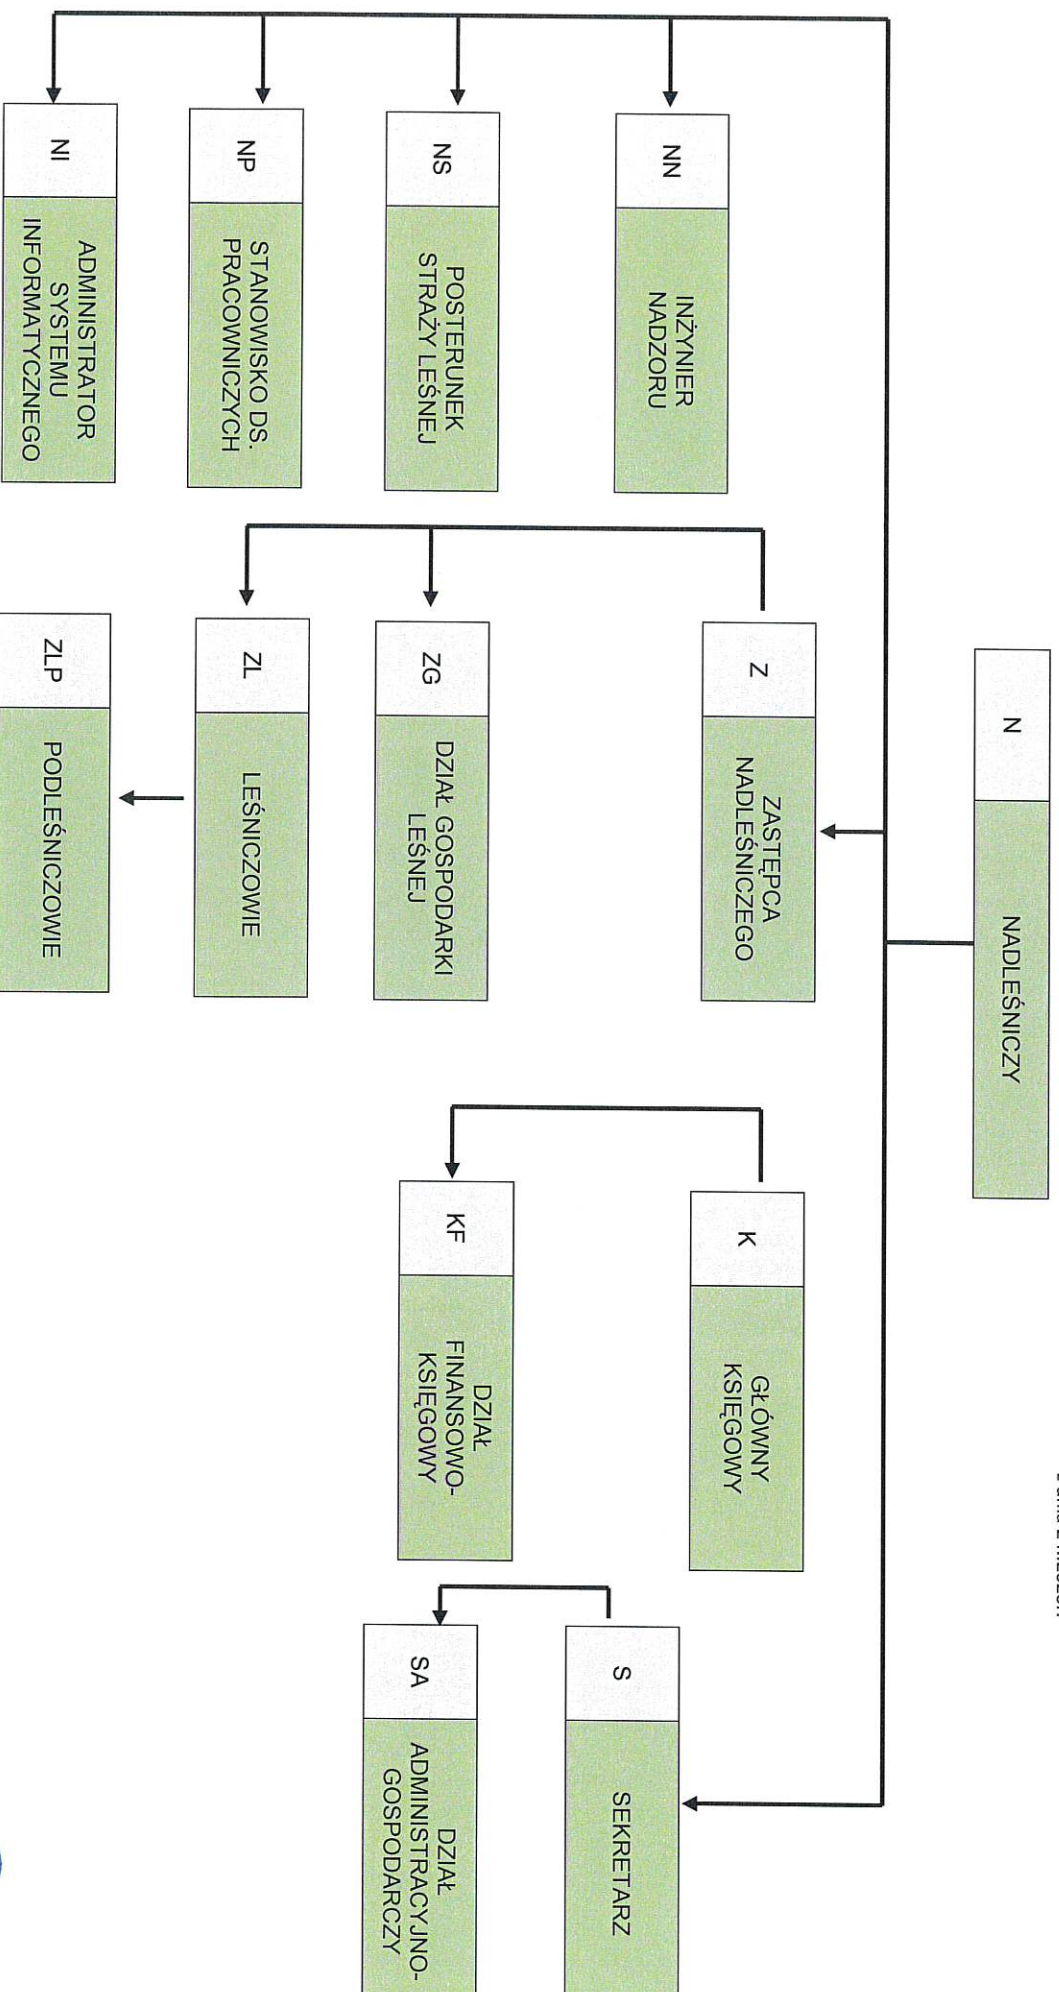 N
NADLEŚNICZY
NN
INŻYNIER
NADZORU
Z
ZASTĘPCA
NADLEŚNICZEGO
K
GŁÓWNY
KSIĘGOWY
S
SEKRETARZ
NS
POSTERUNEK
STRAŻY LEŚNEJ
ZG
DZIAŁ GOSPODARKI
LEŚNEJ
KF
DZIAŁ
FINANSOWO-
KSIĘGOWY
SA
DZIAŁ
ADMINISTRACYJNO-
GOSPODARCZY
NP
STANOWISKO DS.
PRACOWNICZYCH
ZL
LEŚNICZOWIE
NI
ADMINISTRATOR
SYSTEMU
INFORMATYCZNEGO
ZLP
PODLEŚNICZOWIE